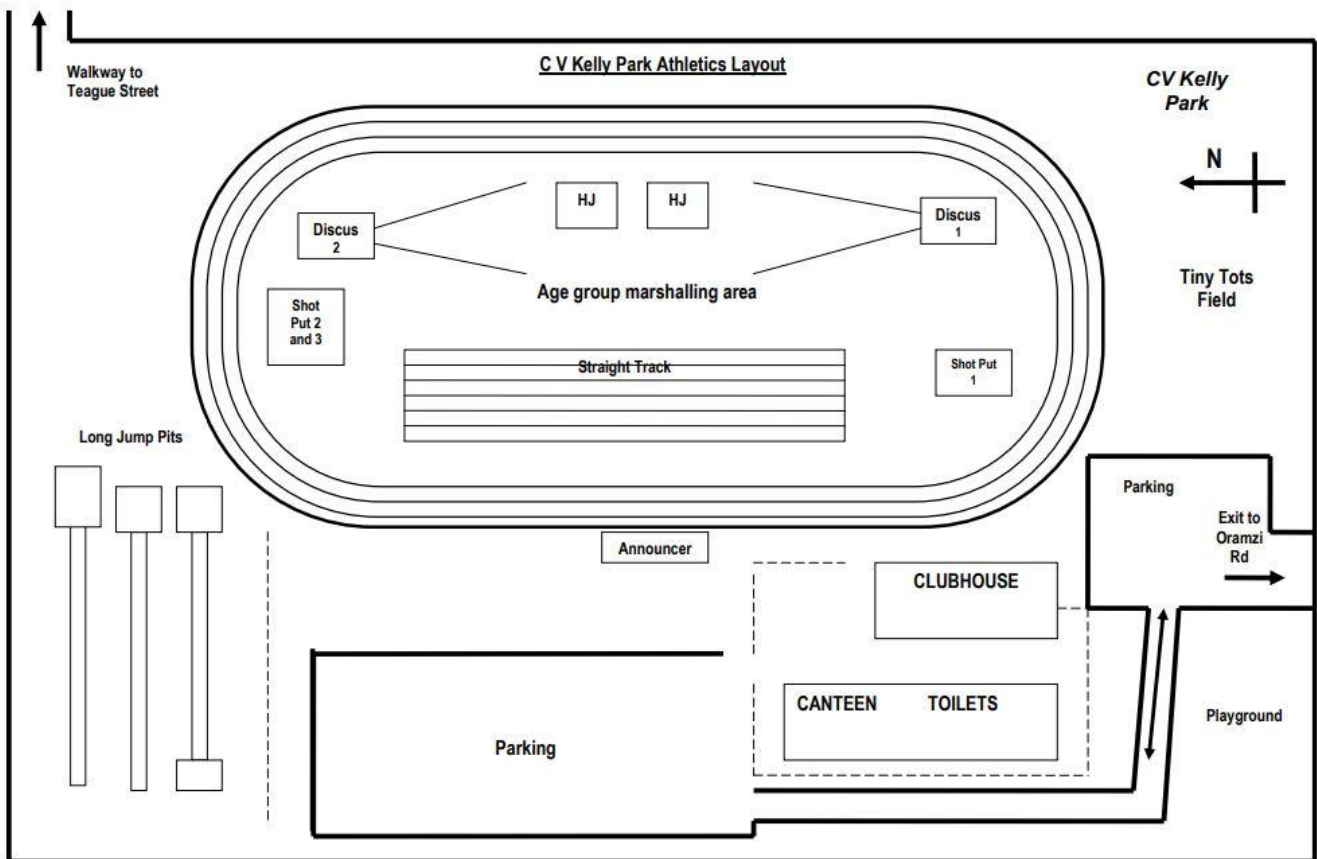 C V Kelly Park Athletics Layout
Walkway to
Teague Street
CV Kelly
Park
N
HJ
HJ
Discus
2
Discus
1
Age group marshalling area
Tiny Tots
Field
Shot
Put 2
and 3
Straight Track
Shot Put
1
Long Jump Pits
Parking
Announcer
Exit to
Oramzi
Rd
CLUBHOUSE
CANTEEN TOILETS
Playground
Parking